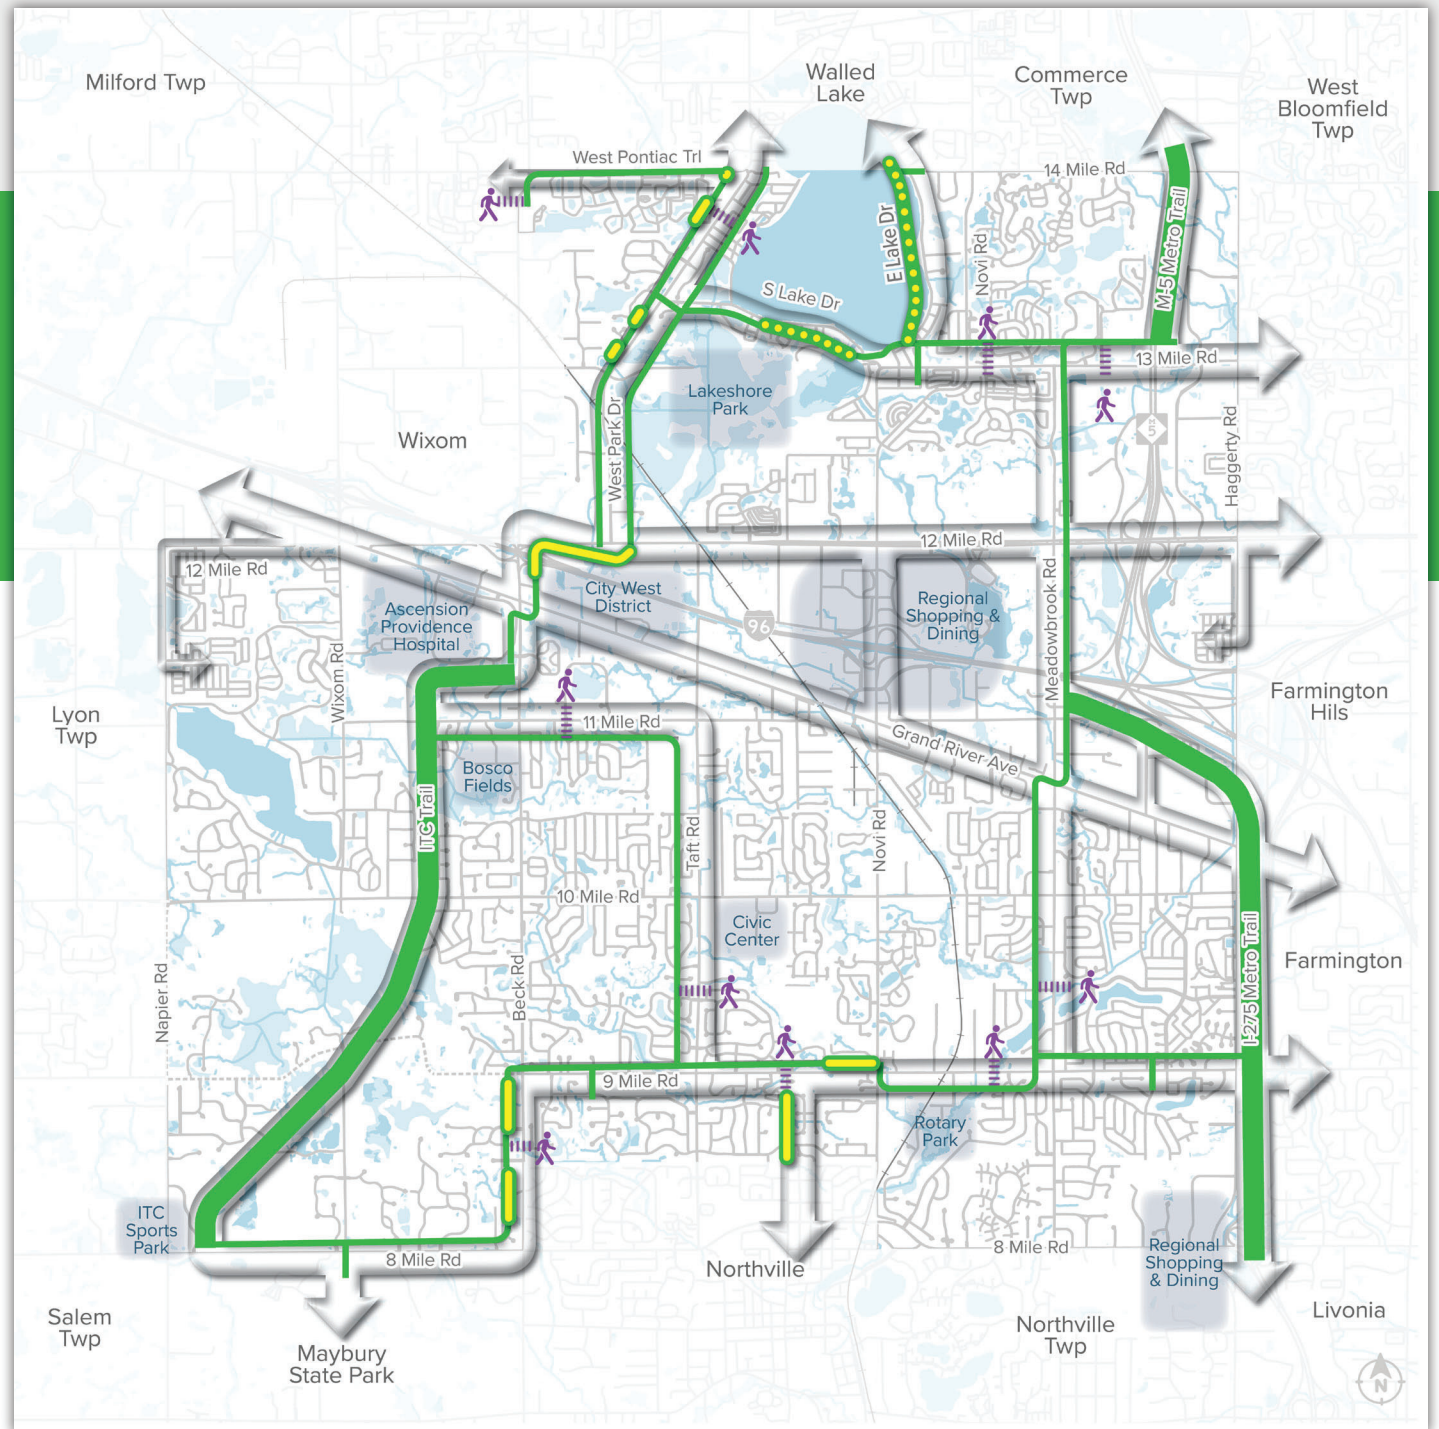 Milford Twp
Walled
Lake
Commerce
Twp
West
Bloomfield
Twp
West Pontiac Trl
14 Mile Rd
E Lake Dr
Novi Rd
M-5 Metro Trail
S Lake Dr
13 Mile Rd
Lakeshore
Park
Wixom
West Park Dr
M
5
Haggerty Rd
12 Mile Rd
12 Mile Rd
City West
District
Ascension
Providence
Hospital
96
Regional
Shopping &
Dining
Meadowbrook Rd
Wixom Rd
Lyon
Twp
11 Mile Rd
Grand River Ave
Farmington
Hills
Bosco
Fields
ITC Trail
Taft Rd
Novi Rd
10 Mile Rd
Civic
Center
Napier Rd
Beck Rd
I-275 Metro Trail
Farmington
9 Mile Rd
Rotary
Park
ITC
Sports
Park
8 Mile Rd
Northville
8 Mile Rd
Regional
Shopping
& Dining
Salem
Twp
Maybury
State Park
Northville
Twp
Livonia
N